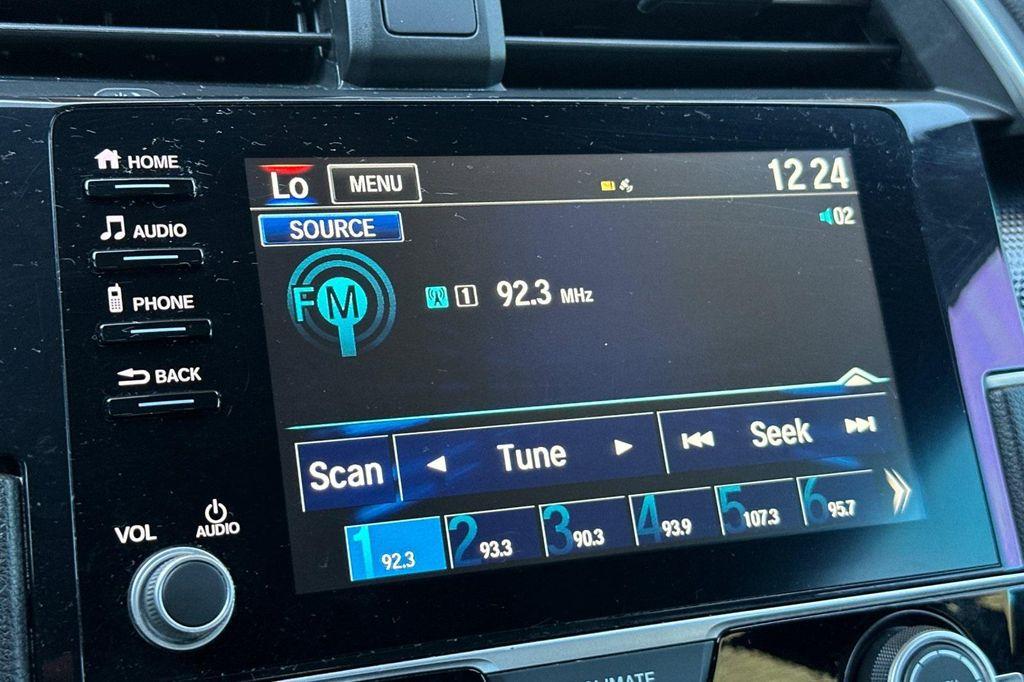 HOME
AUDIO
PHONE
BACK
VOL
AUDIO
Lo MENU 12 24
SOURCE 02
FM 1 92.3 MHz
Scan Tune Seek
1 92.3 2 93.3 3 90.3 4 93.9 5 107.3 6 95.7
CLIMATE